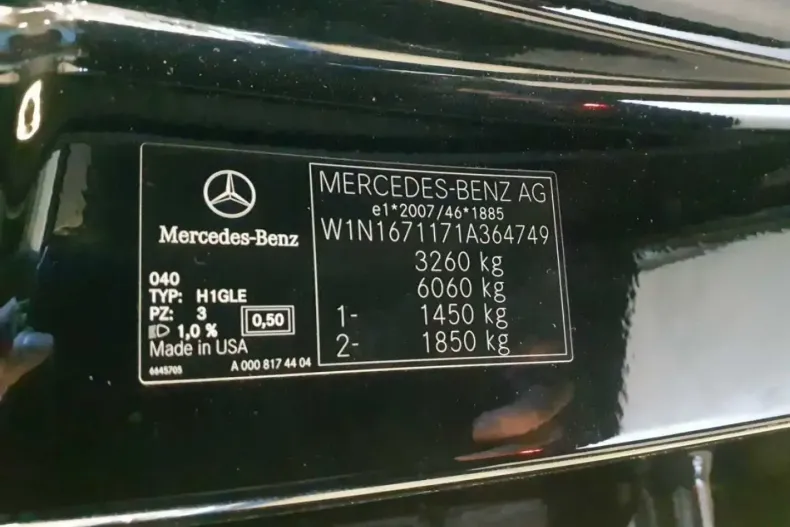 Mercedes-Benz
040
TYP: H1GLE
PZ: 3
1,0 %
0,50
Made in USA
6645705
A 000 817 44 04
MERCEDES-BENZ AG
e1*2007/46*1885
W1N1671171A364749
3260 kg
6060 kg
1- 1450 kg
2- 1850 kg